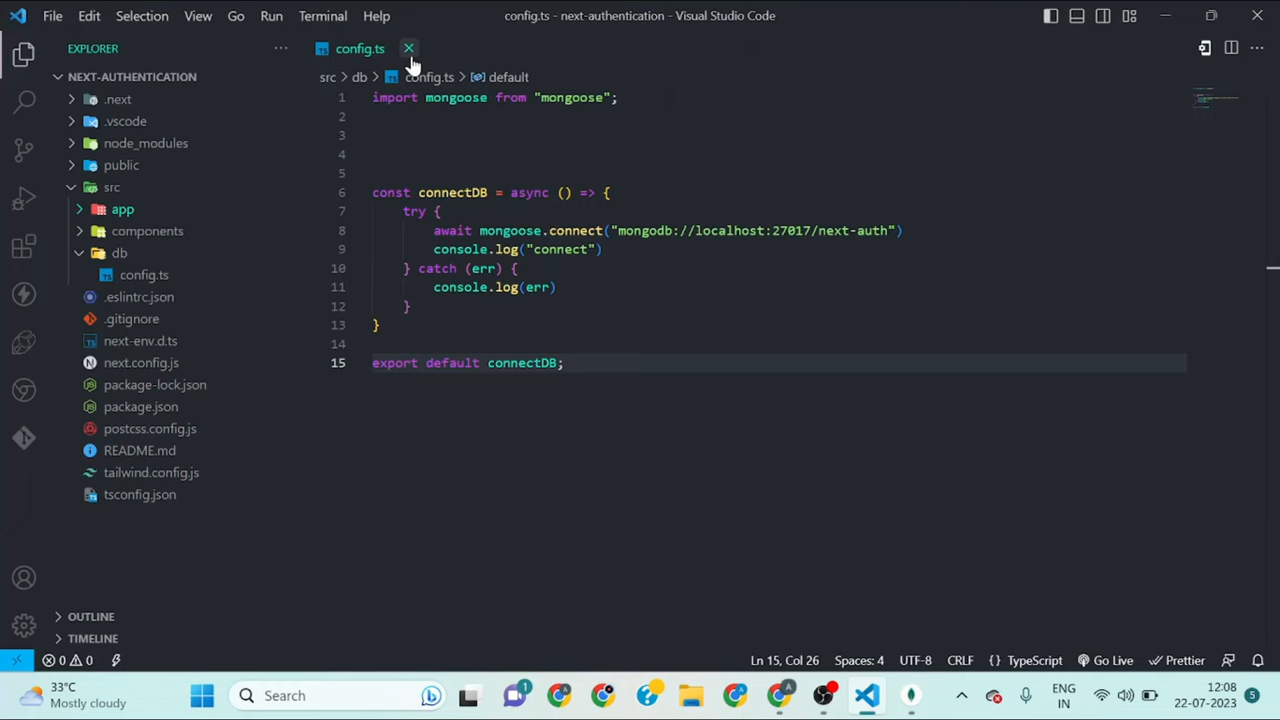 File Edit Selection View Go Run Terminal Help
config.ts - next-authentication - Visual Studio Code
EXPLORER
NEXT-AUTHENTICATION
.next
.vscode
node_modules
public
src
app
components
db
config.ts
.eslintrc.json
.gitignore
next-env.d.ts
next.config.js
package-lock.json
package.json
postcss.config.js
README.md
tailwind.config.js
tsconfig.json
OUTLINE
TIMELINE
TS config.ts
src > db > TS config.ts > default
1 import mongoose from "mongoose";
2
3
4
5
6 const connectDB = async () => {
7 try {
8 await mongoose.connect("mongodb://localhost:27017/next-auth")
9 console.log("connect")
10 } catch (err) {
11 console.log(err)
12 }
13 }
14
15 export default connectDB;
0 0 Ln 15, Col 26 Spaces: 4 UTF-8 CRLF {} TypeScript Go Live Prettier
33°C
Mostly cloudy
Search
1
ENG
IN
12:08
22-07-2023
5